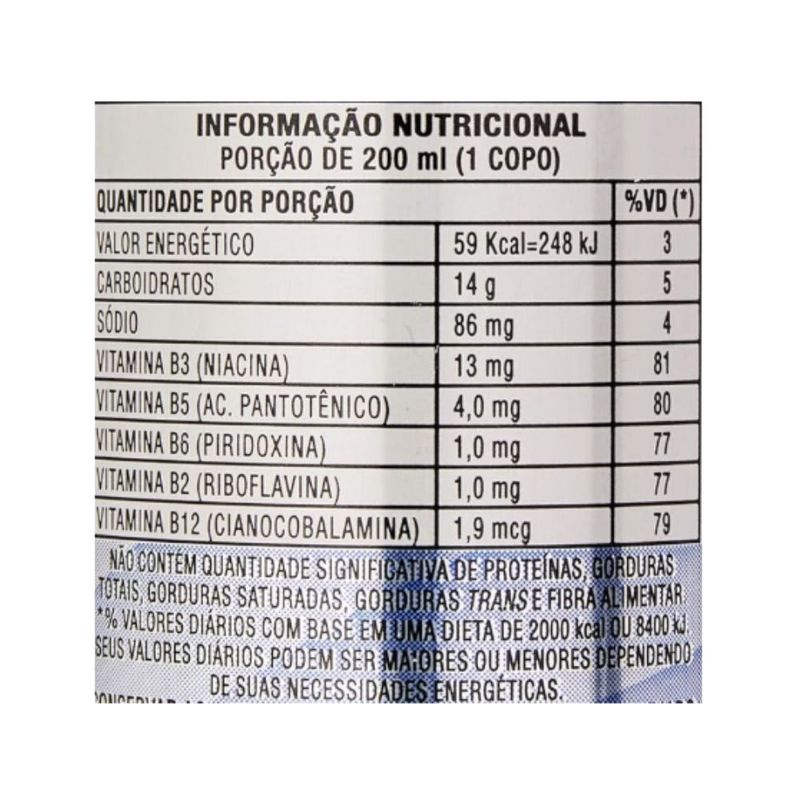 INFORMAÇÃO NUTRICIONAL
PORÇÃO DE 200 ml (1 COPO)
QUANTIDADE POR PORÇÃO %VD (*)
VALOR ENERGÉTICO 59 Kcal=248 kJ 3
CARBOIDRATOS 14 g 5
SÓDIO 86 mg 4
VITAMINA B3 (NIACINA) 13 mg 81
VITAMINA B5 (AC. PANTOTÊNICO) 4,0 mg 80
VITAMINA B6 (PIRIDOXINA) 1,0 mg 77
VITAMINA B2 (RIBOFLAVINA) 1,0 mg 77
VITAMINA B12 (CIANOCOBALAMINA) 1,9 mcg 79
NÃO CONTÉM QUANTIDADE SIGNIFICATIVA DE PROTEÍNAS, GORDURAS
TOTAIS, GORDURAS SATURADAS, GORDURAS TRANS E FIBRA ALIMENTAR.
*% VALORES DIÁRIOS COM BASE EM UMA DIETA DE 2000 kcal OU 8400 kJ.
SEUS VALORES DIÁRIOS PODEM SER MAIORES OU MENORES DEPENDENDO
DE SUAS NECESSIDADES ENERGÉTICAS.